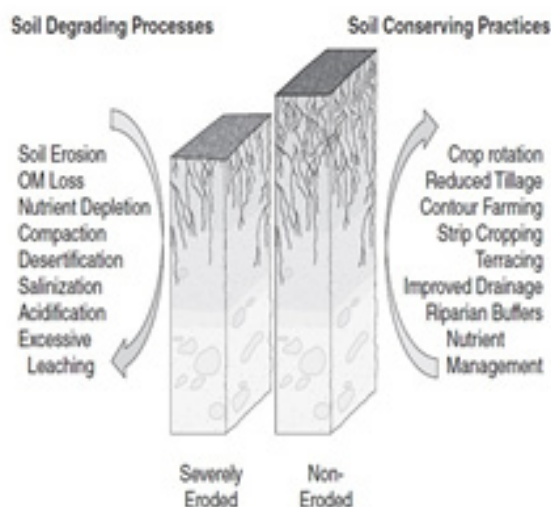 Soil Degrading Processes
Soil Conserving Practices
Soil Erosion
OM Loss
Nutrient Depletion
Compaction
Desertification
Salinization
Acidification
Excessive
Leaching
Crop rotation
Reduced Tillage
Contour Farming
Strip Cropping
Terracing
Improved Drainage
Riparian Buffers
Nutrient
Management
Severely
Eroded
Non-
Eroded